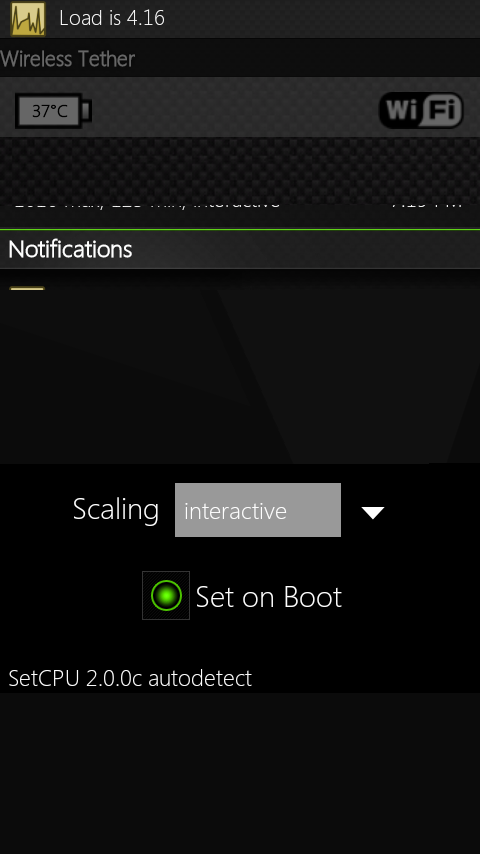 Load is 4.16
Wireless Tether
37°C
WiFi
Notifications
Scaling interactive
Set on Boot
SetCPU 2.0.0c autodetect